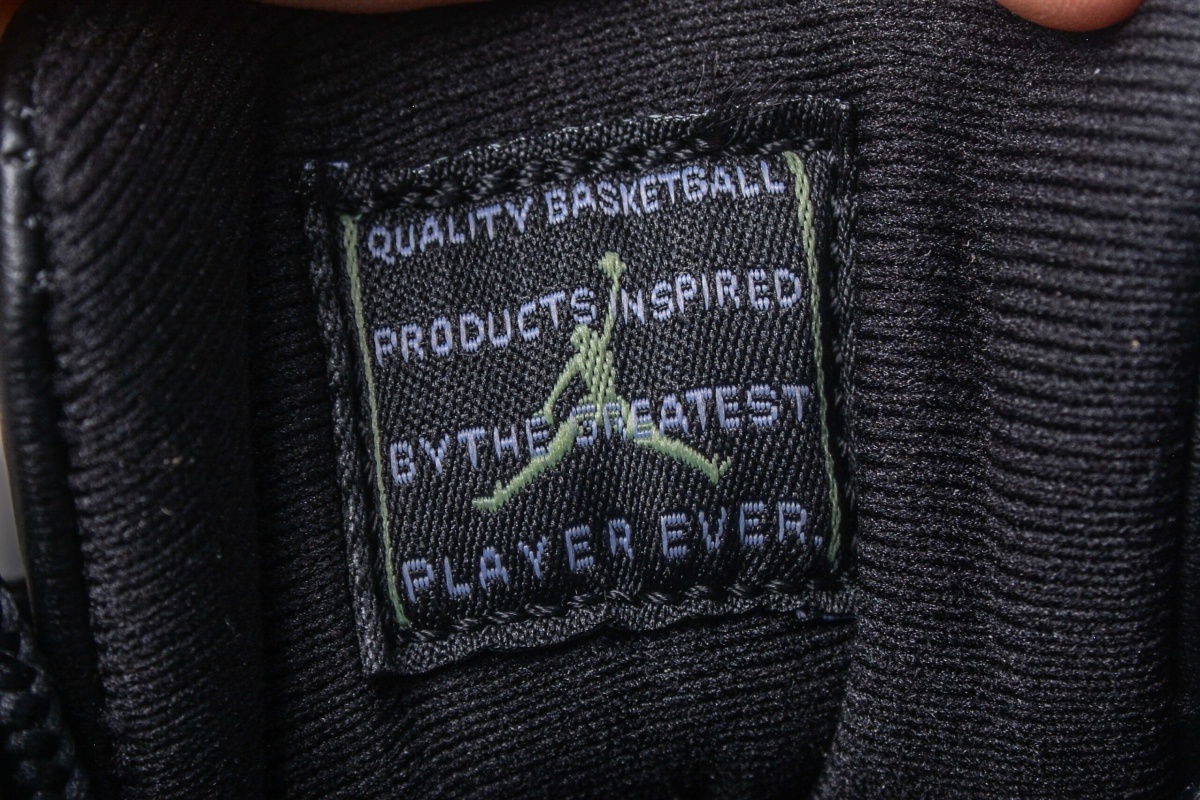 QUALITY BASKETBALL
PRODUCTS INSPIRED
BY THE GREATEST
PLAYER EVER.